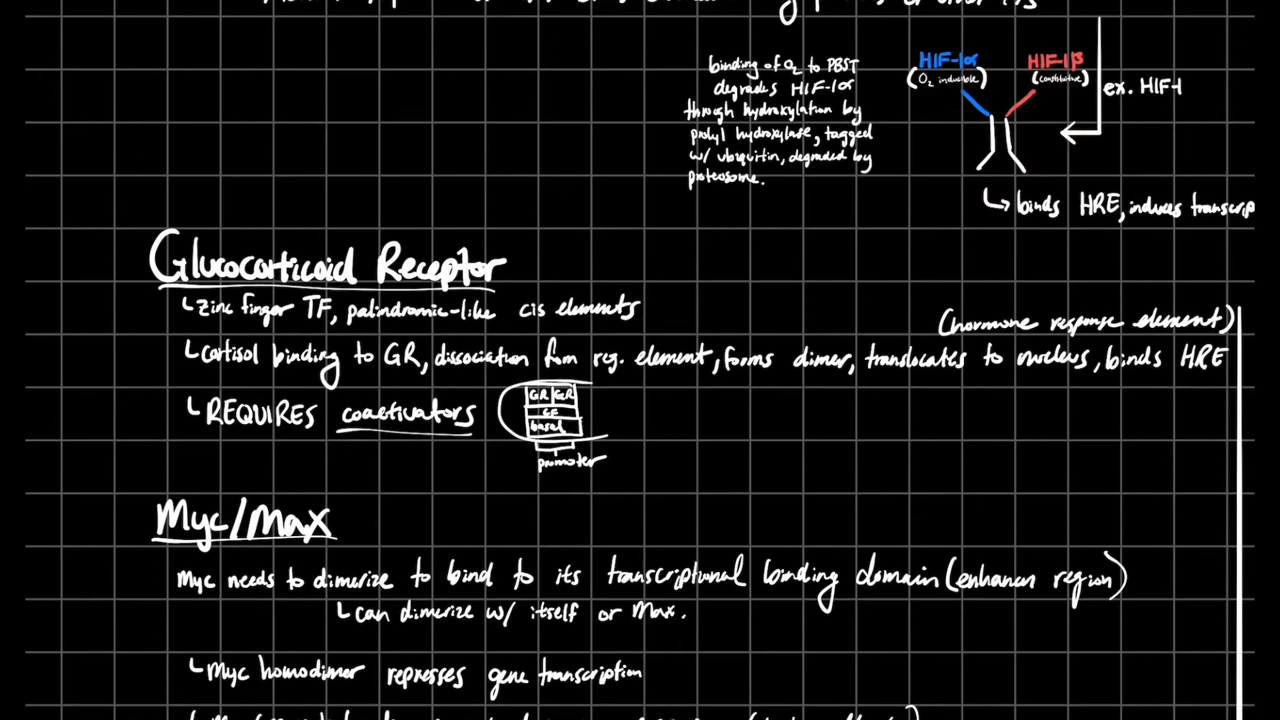 binding of O2 to PBST
degrades HIF-1α
through hydroxylation by
prolyl hydroxylase, tagged
w/ ubiquitin, degraded by
proteosome.
HIF-1α
(O2 inducible)
HIF-1β
(constitutive)
ex. HIF-1
↳ binds HRE, induces transcrip
Glucocorticoid Receptor
↳ Zinc finger TF, palindromic-like cis elements
(hormone response element)
↳ cortisol binding to GR, dissociation from reg. element, forms dimer, translocates to nucleus, binds HRE
↳ REQUIRES coactivators
GR GR
basal
promoter
Myc/Max
Myc needs to dimerize to bind to its transcriptional binding domain (enhancer region)
↳ can dimerize w/ itself or Max.
↳ Myc homodimer represses gene transcription